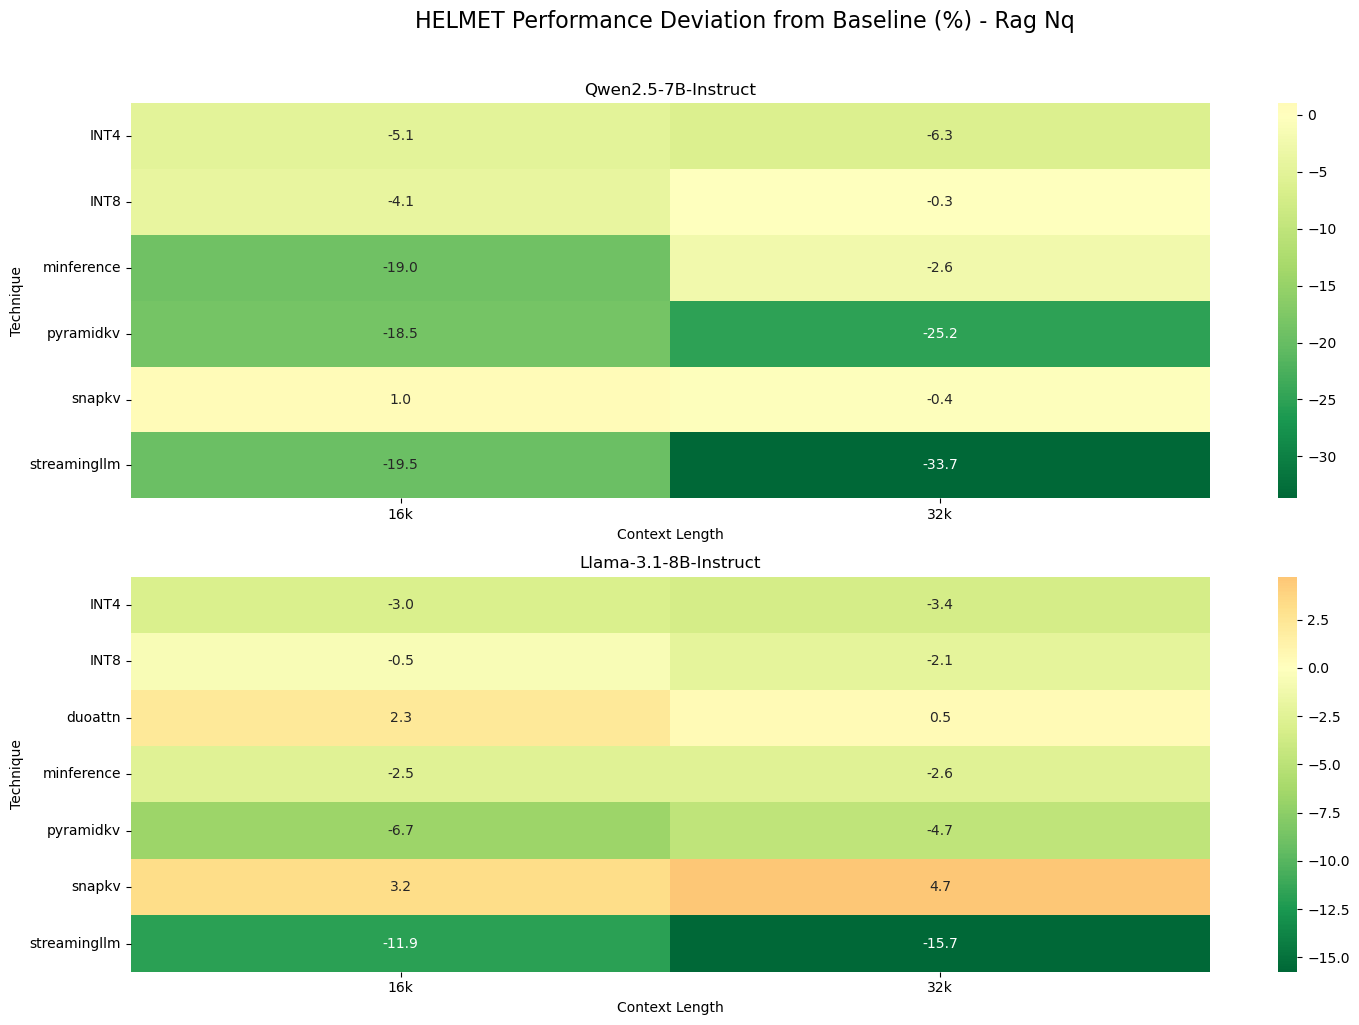 HELMET Performance Deviation from Baseline (%) - Rag Nq
Qwen2.5-7B-Instruct
Technique
INT4 -5.1 -6.3
INT8 -4.1 -0.3
minference -19.0 -2.6
pyramidkv -18.5 -25.2
snapkv 1.0 -0.4
streamingllm -19.5 -33.7
16k 32k
Context Length
0
−5
−10
−15
−20
−25
−30
Llama-3.1-8B-Instruct
Technique
INT4 -3.0 -3.4
INT8 -0.5 -2.1
duoattn 2.3 0.5
minference -2.5 -2.6
pyramidkv -6.7 -4.7
snapkv 3.2 4.7
streamingllm -11.9 -15.7
16k 32k
Context Length
2.5
0.0
−2.5
−5.0
−7.5
−10.0
−12.5
−15.0